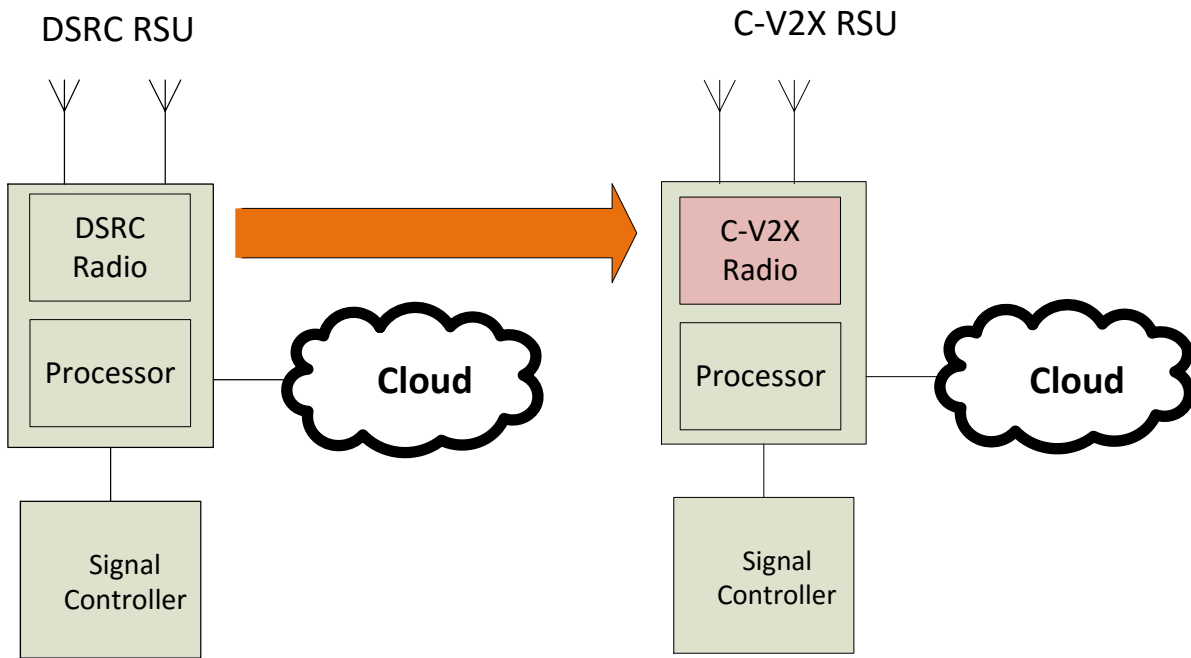 DSRC RSU
DSRC
Radio
Processor
Cloud
Signal
Controller
C-V2X RSU
C-V2X
Radio
Processor
Cloud
Signal
Controller